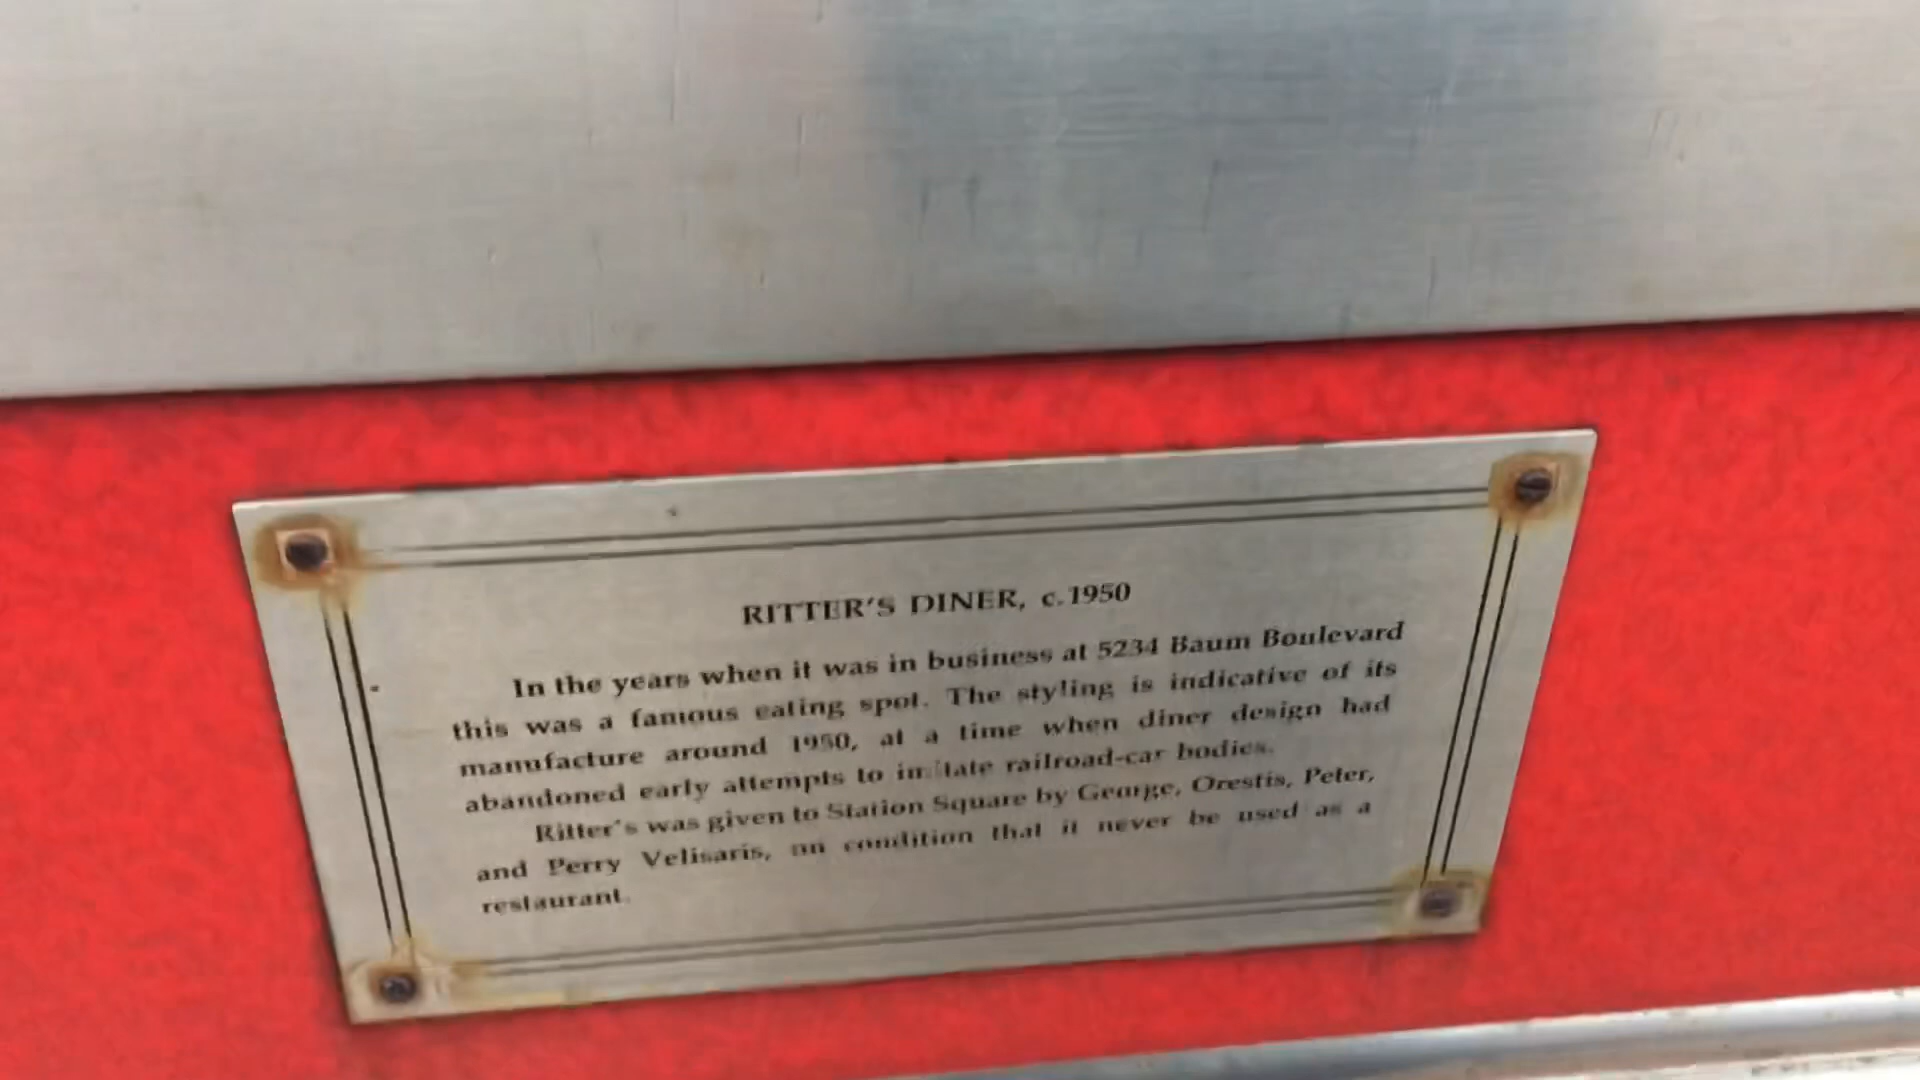 RITTER'S DINER, c.1950
In the years when it was in business at 5234 Baum Boulevard
this was a famous eating spot. The styling is indicative of its
manufacture around 1950, at a time when diner design had
abandoned early attempts to imitate railroad-car bodies.
Ritter's was given to Station Square by George, Orestis, Peter,
and Perry Velisaris, on condition that it never be used as a
restaurant.